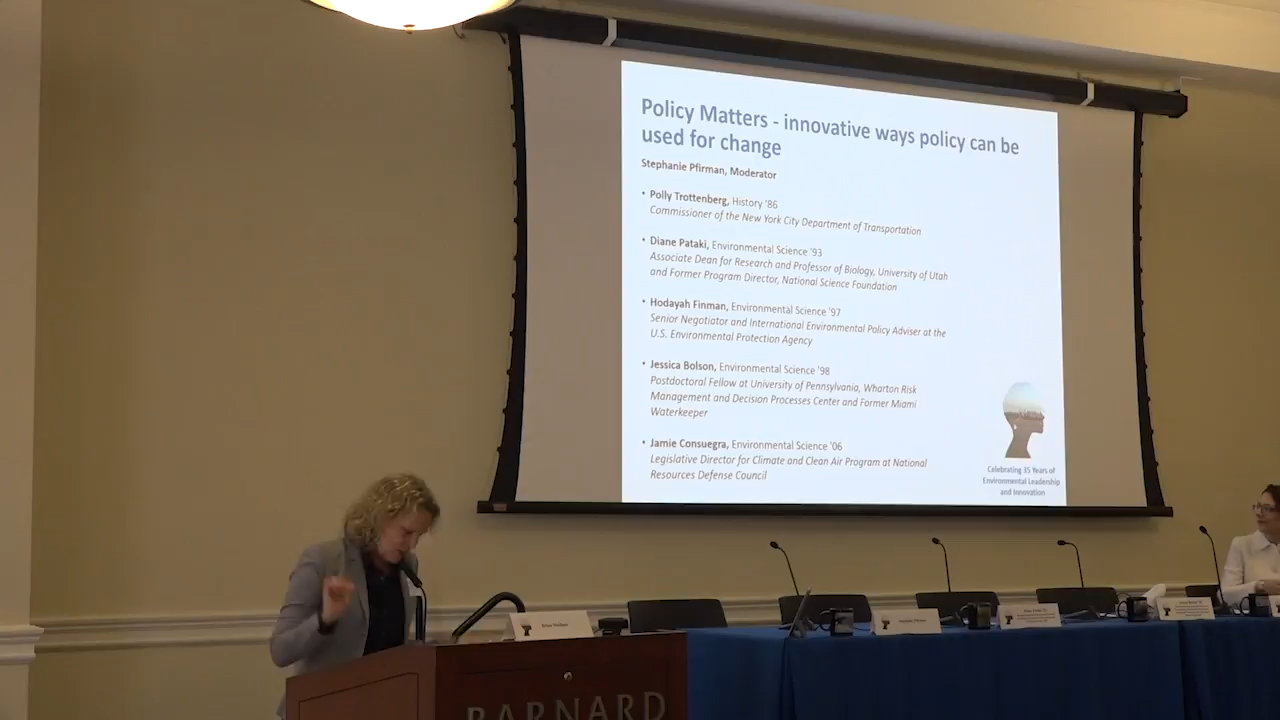 Policy Matters - innovative ways policy can be
used for change
Stephanie Pfirman, Moderator
• Polly Trottenberg, History '86
Commissioner of the New York City Department of Transportation
• Diane Pataki, Environmental Science '93
Associate Dean for Research and Professor of Biology, University of Utah
and Former Program Director, National Science Foundation
• Hodayah Finman, Environmental Science '97
Senior Negotiator and International Environmental Policy Adviser at the
U.S. Environmental Protection Agency
• Jessica Bolson, Environmental Science '98
Postdoctoral Fellow at University of Pennsylvania, Wharton Risk
Management and Decision Processes Center and Former Miami
Waterkeeper
• Jamie Consuegra, Environmental Science '06
Legislative Director for Climate and Clean Air Program at National
Resources Defense Council
Celebrating 35 Years of
Environmental Leadership
and Innovation
BARNARD